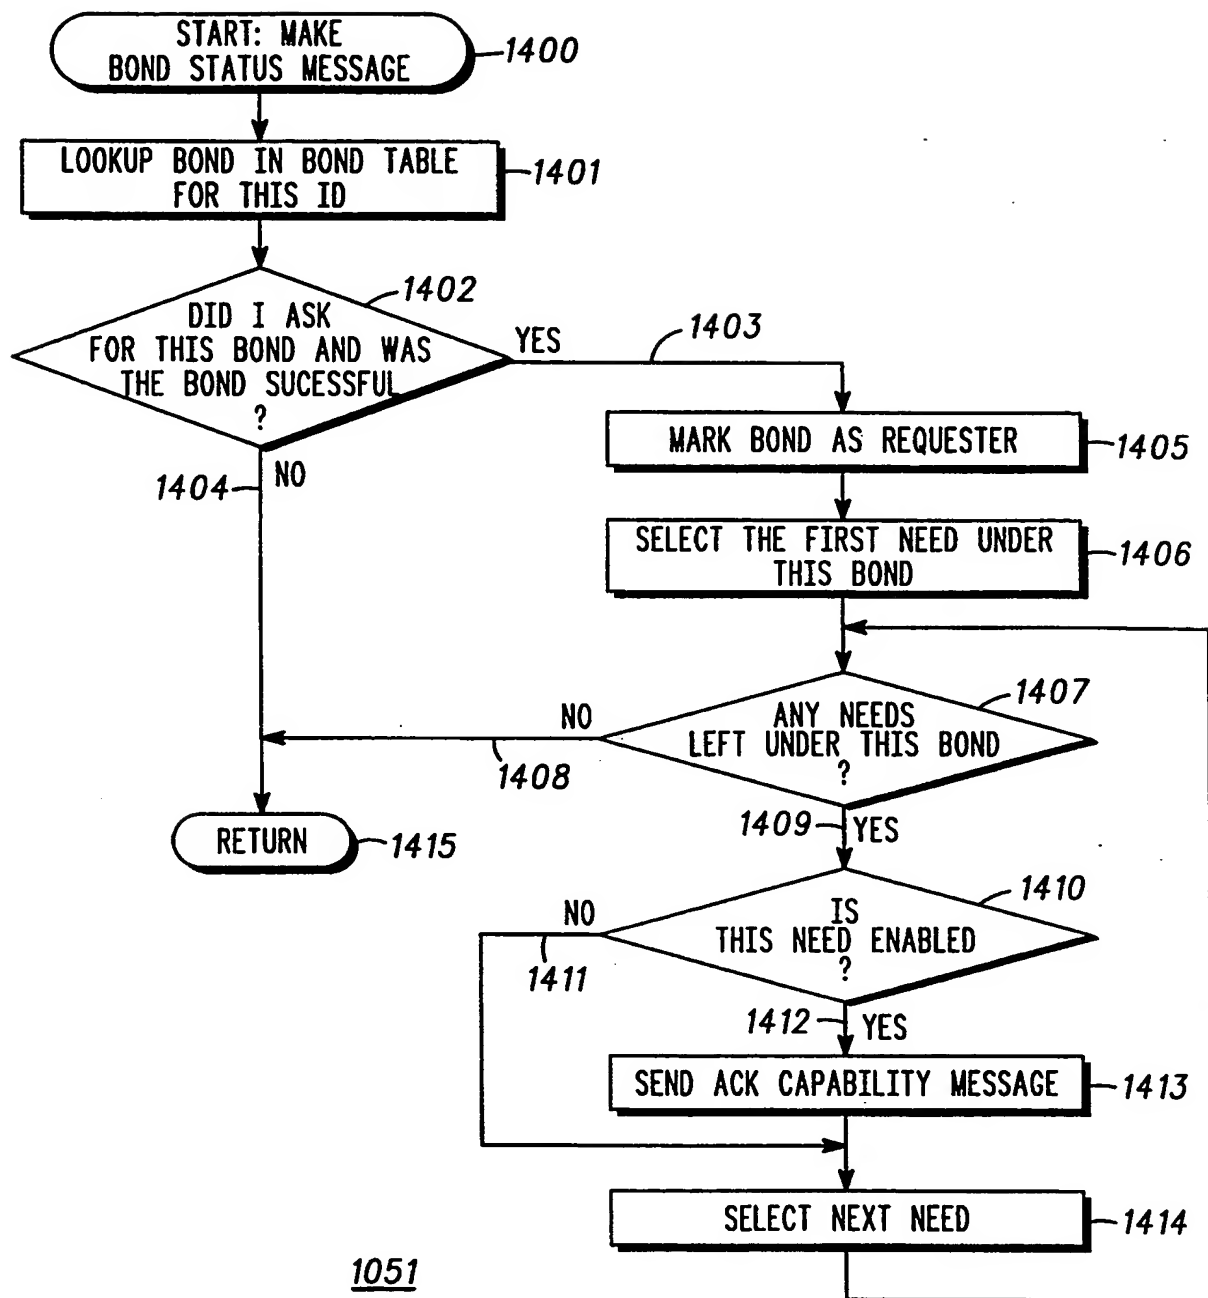 START: MAKE
BOND STATUS MESSAGE
1400
LOOKUP BOND IN BOND TABLE
FOR THIS ID
1401
DID I ASK
FOR THIS BOND AND WAS
THE BOND SUCESSFUL
?
1402
YES
1403
1404
NO
MARK BOND AS REQUESTER
1405
SELECT THE FIRST NEED UNDER
THIS BOND
1406
ANY NEEDS
LEFT UNDER THIS BOND
?
1407
NO
1408
1409
YES
RETURN
1415
IS
THIS NEED ENABLED
?
1410
NO
1411
1412
YES
SEND ACK CAPABILITY MESSAGE
1413
SELECT NEXT NEED
1414
1051